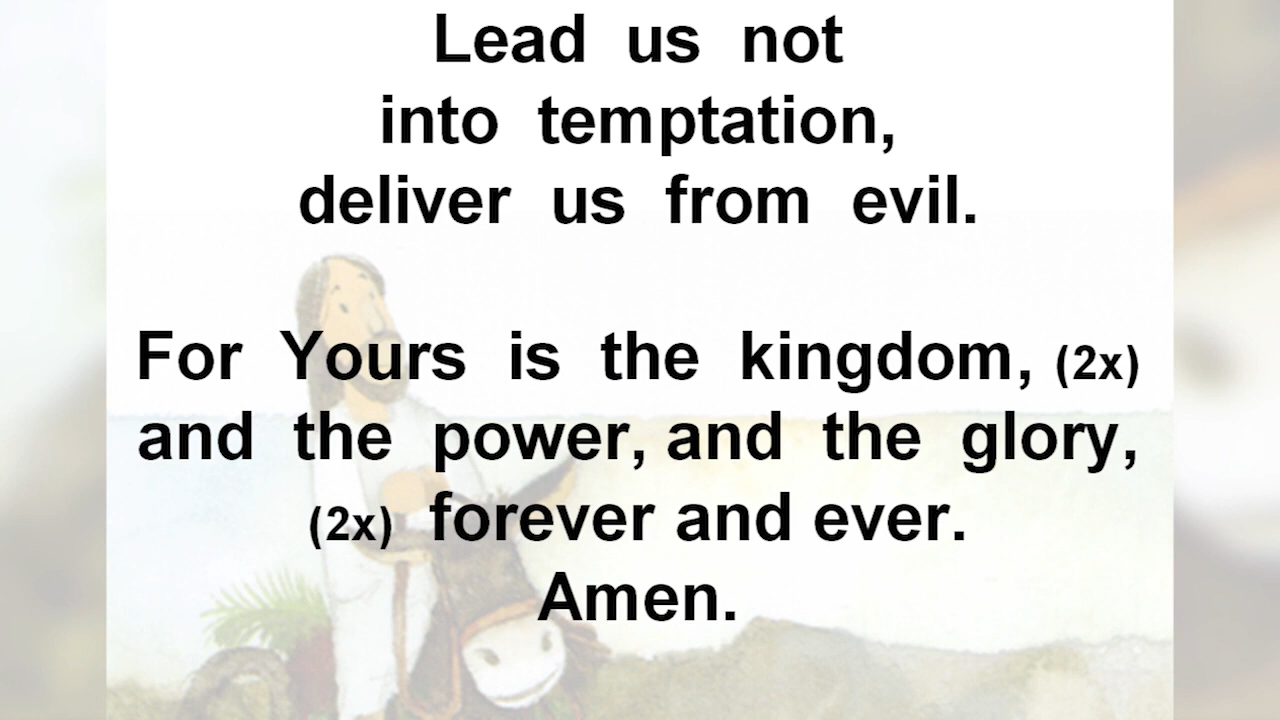 Lead us not
into temptation,
deliver us from evil.
For Yours is the kingdom, (2x)
and the power, and the glory,
(2x) forever and ever.
Amen.